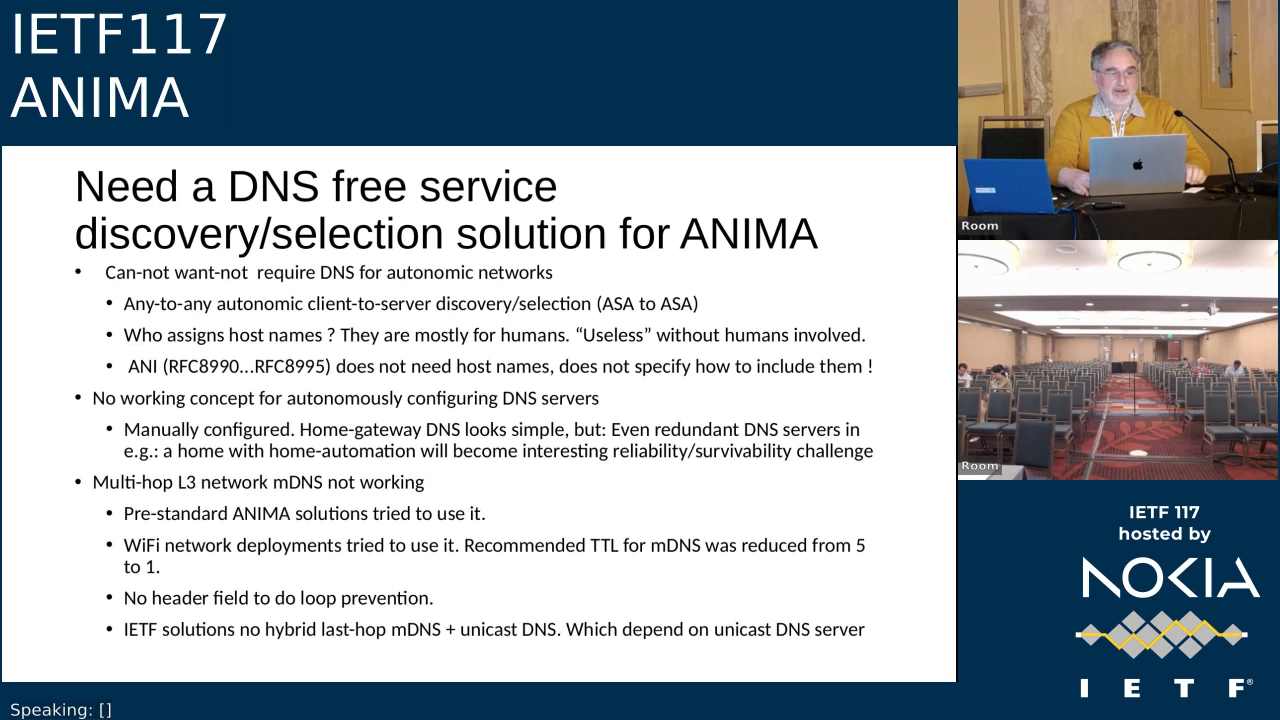 IETF117
ANIMA
Need a DNS free service
discovery/selection solution for ANIMA
• Can-not want-not require DNS for autonomic networks
• Any-to-any autonomic client-to-server discovery/selection (ASA to ASA)
• Who assigns host names ? They are mostly for humans. “Useless” without humans involved.
• ANI (RFC8990...RFC8995) does not need host names, does not specify how to include them !
• No working concept for autonomously configuring DNS servers
• Manually configured. Home-gateway DNS looks simple, but: Even redundant DNS servers in
e.g.: a home with home-automation will become interesting reliability/survivability challenge
• Multi-hop L3 network mDNS not working
• Pre-standard ANIMA solutions tried to use it.
• WiFi network deployments tried to use it. Recommended TTL for mDNS was reduced from 5
to 1.
• No header field to do loop prevention.
• IETF solutions no hybrid last-hop mDNS + unicast DNS. Which depend on unicast DNS server
Room
Room
IETF 117
hosted by
NOKIA
I E T F®
Speaking: []